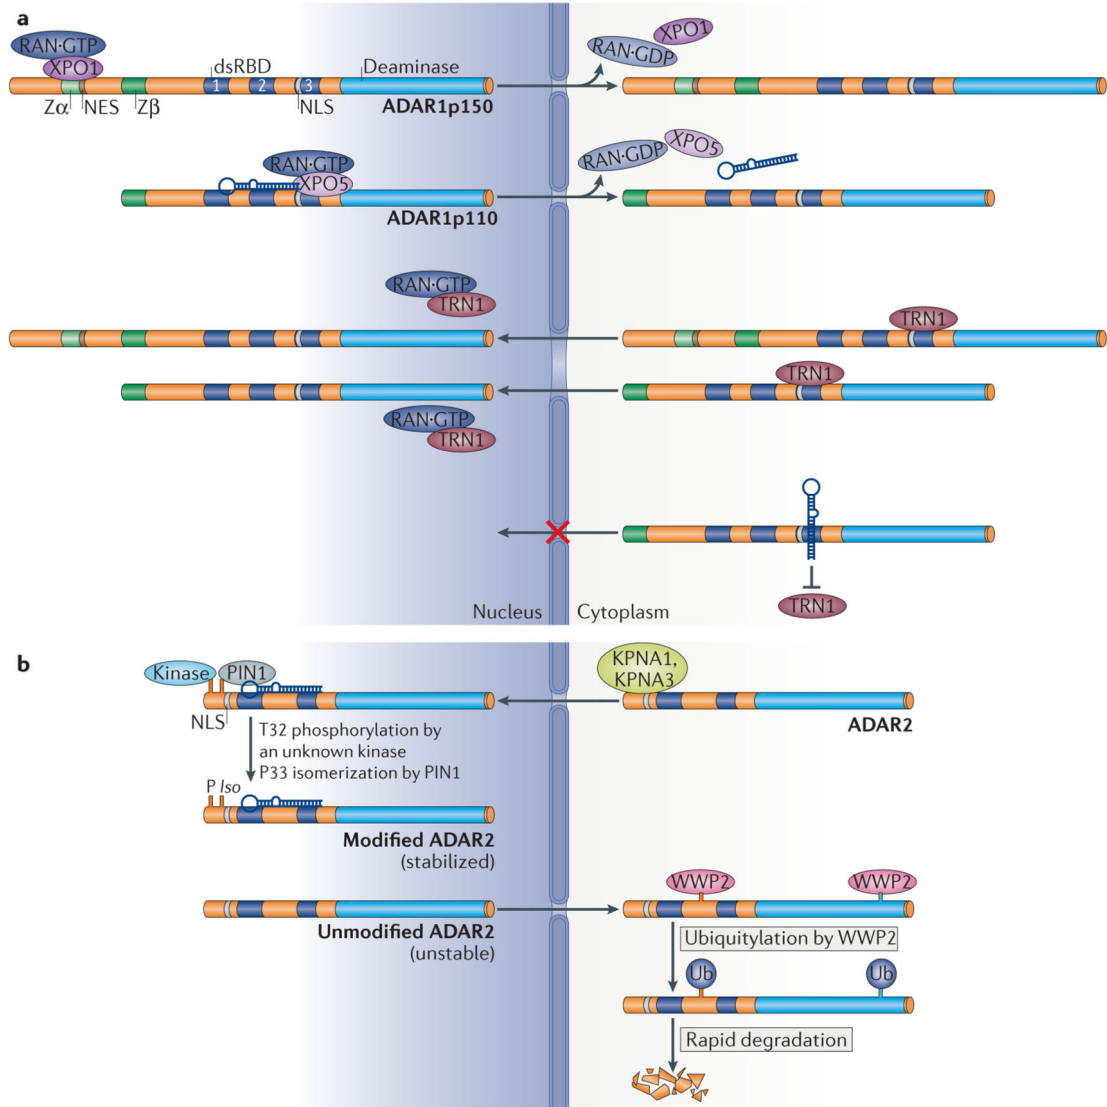 a
RAN·GTP
XPO1
dsRBD
Deaminase
1 2 3
Zα NES Zβ NLS
ADAR1p150
RAN·GDP
XPO1
RAN·GTP
XPO5
ADAR1p110
RAN·GDP
XPO5
RAN·GTP
TRN1
TRN1
TRN1
RAN·GTP
TRN1
TRN1
Nucleus
Cytoplasm
b
Kinase
PIN1
NLS
KPNA1,
KPNA3
ADAR2
T32 phosphorylation by
an unknown kinase
P33 isomerization by PIN1
P Iso
Modified ADAR2
(stabilized)
Unmodified ADAR2
(unstable)
WWP2
WWP2
Ubiquitylation by WWP2
Ub
Ub
Rapid degradation